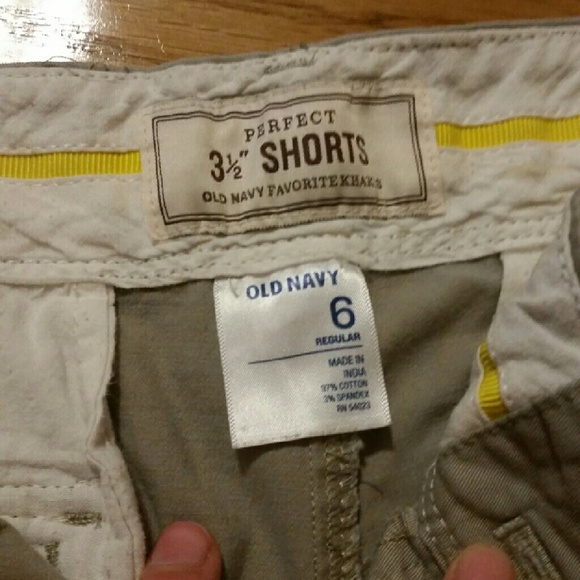 PERFECT
3½" SHORTS
OLD NAVY FAVORITE KHAKIS
OLD NAVY
6
REGULAR
MADE IN
INDIA
97% COTTON
3% SPANDEX
RN 54023